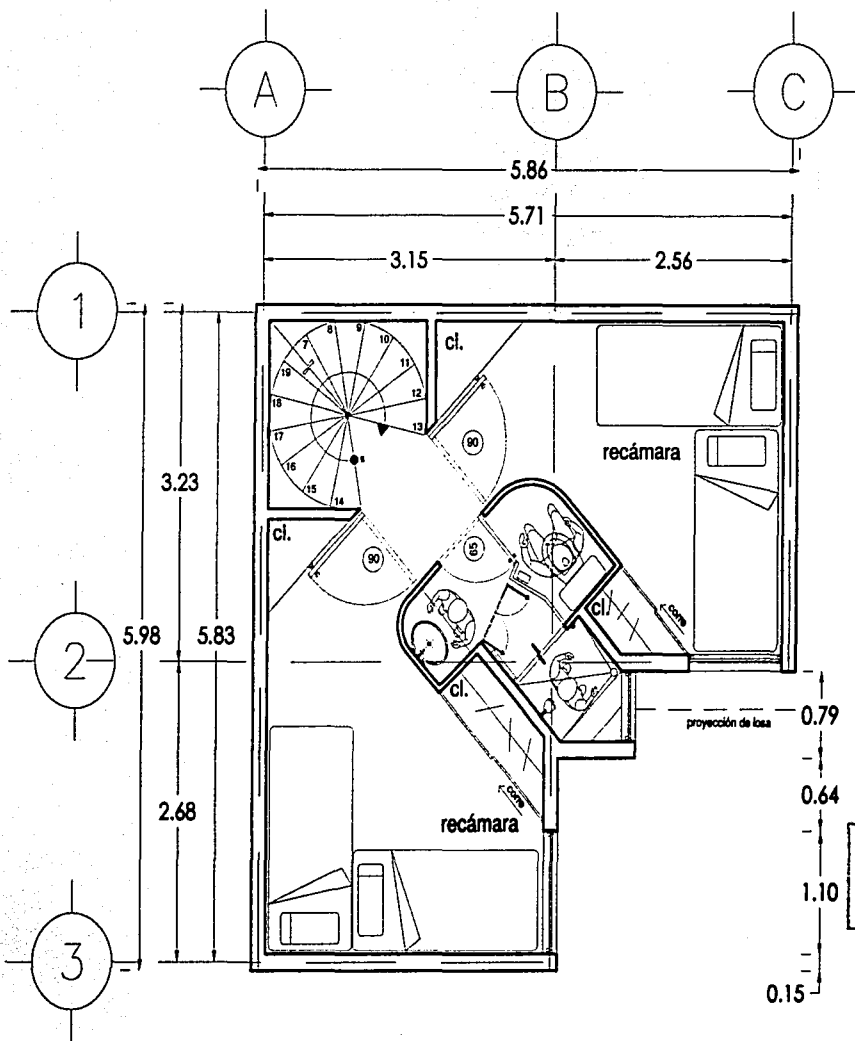 A B C
5.86
5.71
3.15 2.56
1
7 8 9 10 11 12 13
19 18 17 16 15 14
cl.
90
recámara
3.23
cl.
90
65
cl.
corre
5.98 5.83
2
cl.
proyección de losa
0.79
corre
0.64
2.68
recámara
1.10
3
0.15